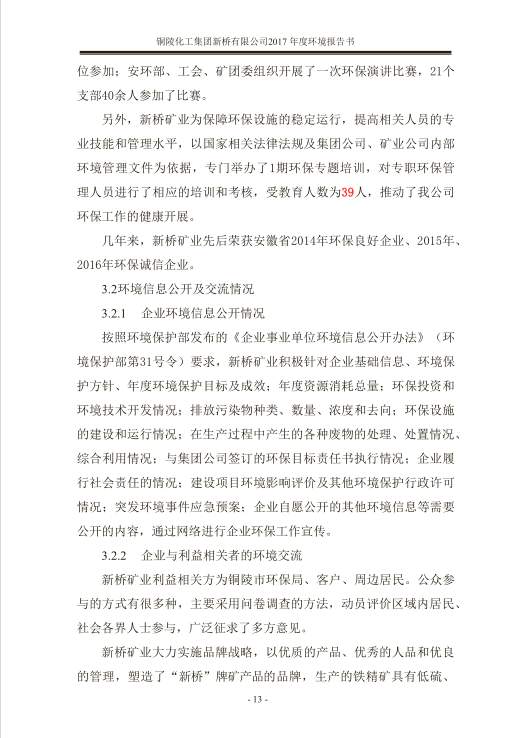 铜陵化工集团新桥有限公司2017 年度环境报告书
位参加；安环部、工会、矿团委组织开展了一次环保演讲比赛，21个
支部40余人参加了比赛。
另外，新桥矿业为保障环保设施的稳定运行，提高相关人员的专
业技能和管理水平，以国家相关法律法规及集团公司、矿业公司内部
环境管理文件为依据，专门举办了1期环保专题培训，对专职环保管
理人员进行了相应的培训和考核，受教育人数为39人，推动了我公司
环保工作的健康开展。
几年来，新桥矿业先后荣获安徽省2014年环保良好企业、2015年、
2016年环保诚信企业。
3.2环境信息公开及交流情况
3.2.1 企业环境信息公开情况
按照环境保护部发布的《企业事业单位环境信息公开办法》（环
境保护部第31号令）要求，新桥矿业积极针对企业基础信息、环境保
护方针、年度环境保护目标及成效；年度资源消耗总量；环保投资和
环境技术开发情况；排放污染物种类、数量、浓度和去向；环保设施
的建设和运行情况；在生产过程中产生的各种废物的处理、处置情况、
综合利用情况；与集团公司签订的环保目标责任书执行情况；企业履
行社会责任的情况；建设项目环境影响评价及其他环境保护行政许可
情况；突发环境事件应急预案；企业自愿公开的其他环境信息等需要
公开的内容，通过网络进行企业环保工作宣传。
3.2.2 企业与利益相关者的环境交流
新桥矿业利益相关方为铜陵市环保局、客户、周边居民。公众参
与的方式有很多种，主要采用问卷调查的方法，动员评价区域内居民、
社会各界人士参与，广泛征求了多方意见。
新桥矿业大力实施品牌战略，以优质的产品、优秀的人品和优良
的管理，塑造了“新桥”牌矿产品的品牌，生产的铁精矿具有低硫、
- 13 -